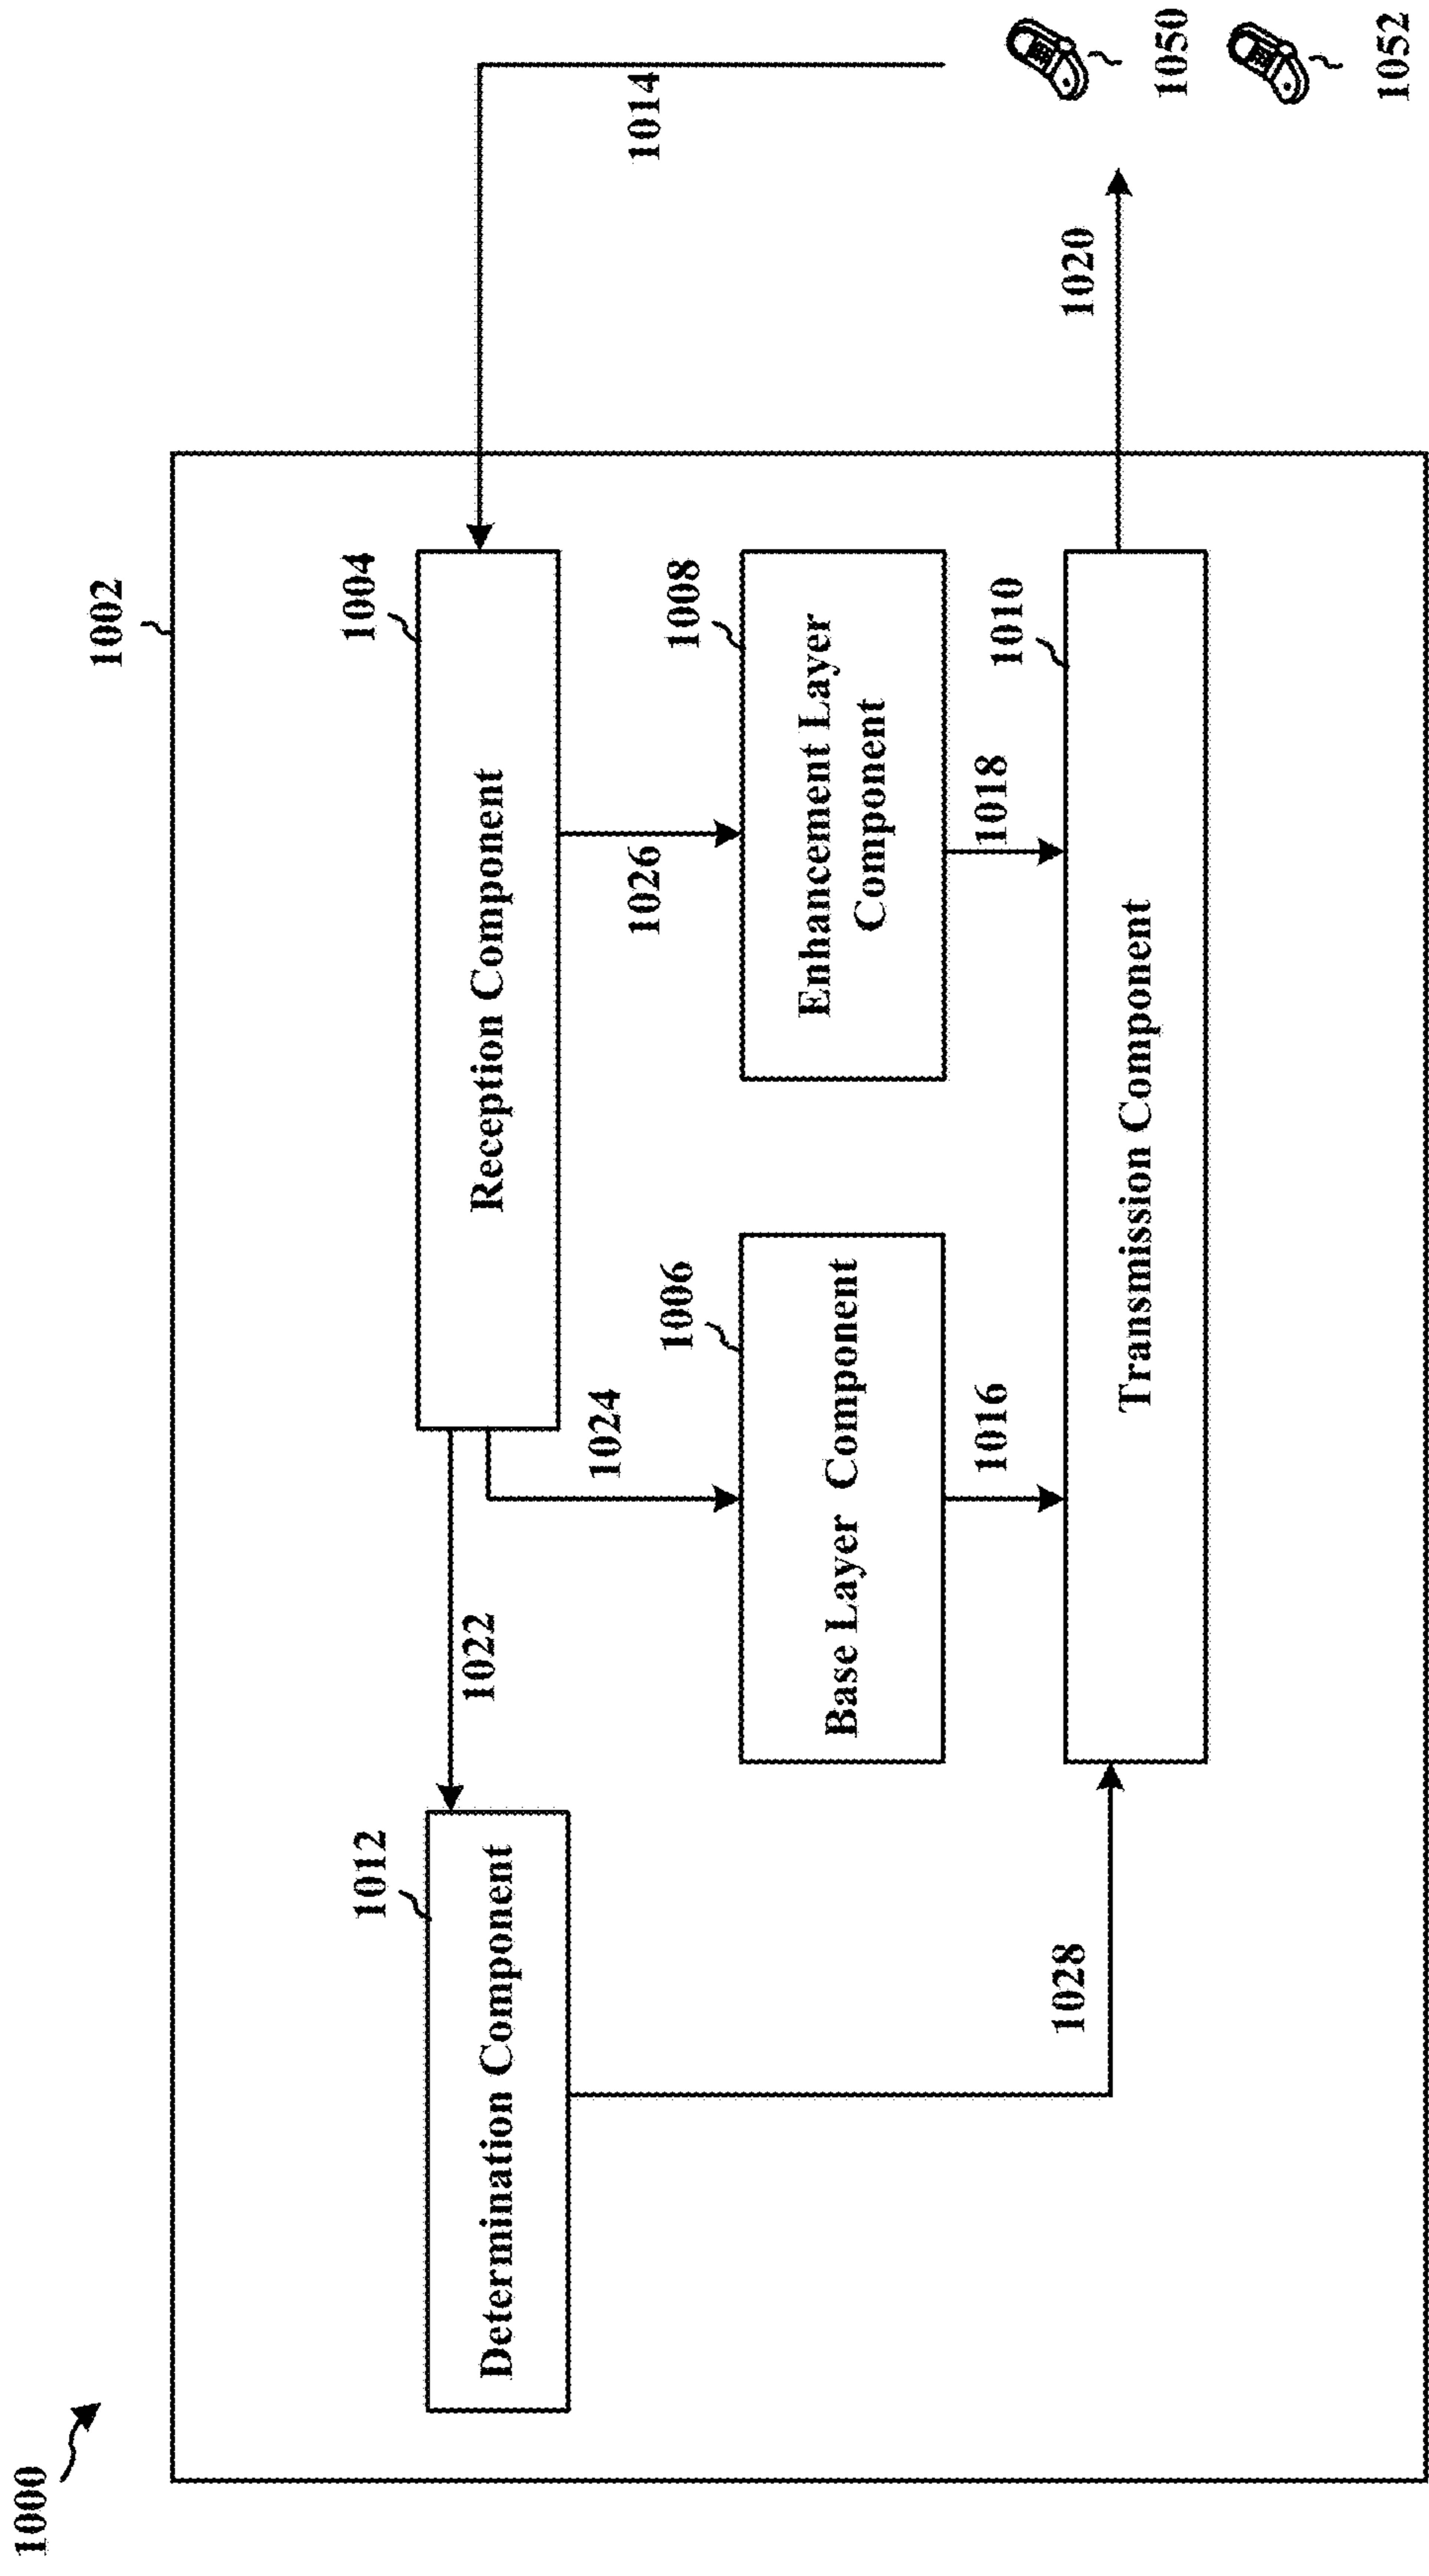 1000
1002
1012
Determination Component
1022
1004
Reception Component
1014
1024
1026
1006
Base Layer Component
1008
Enhancement Layer
Component
1016
1018
1028
1010
Transmission Component
1020
1050
1052